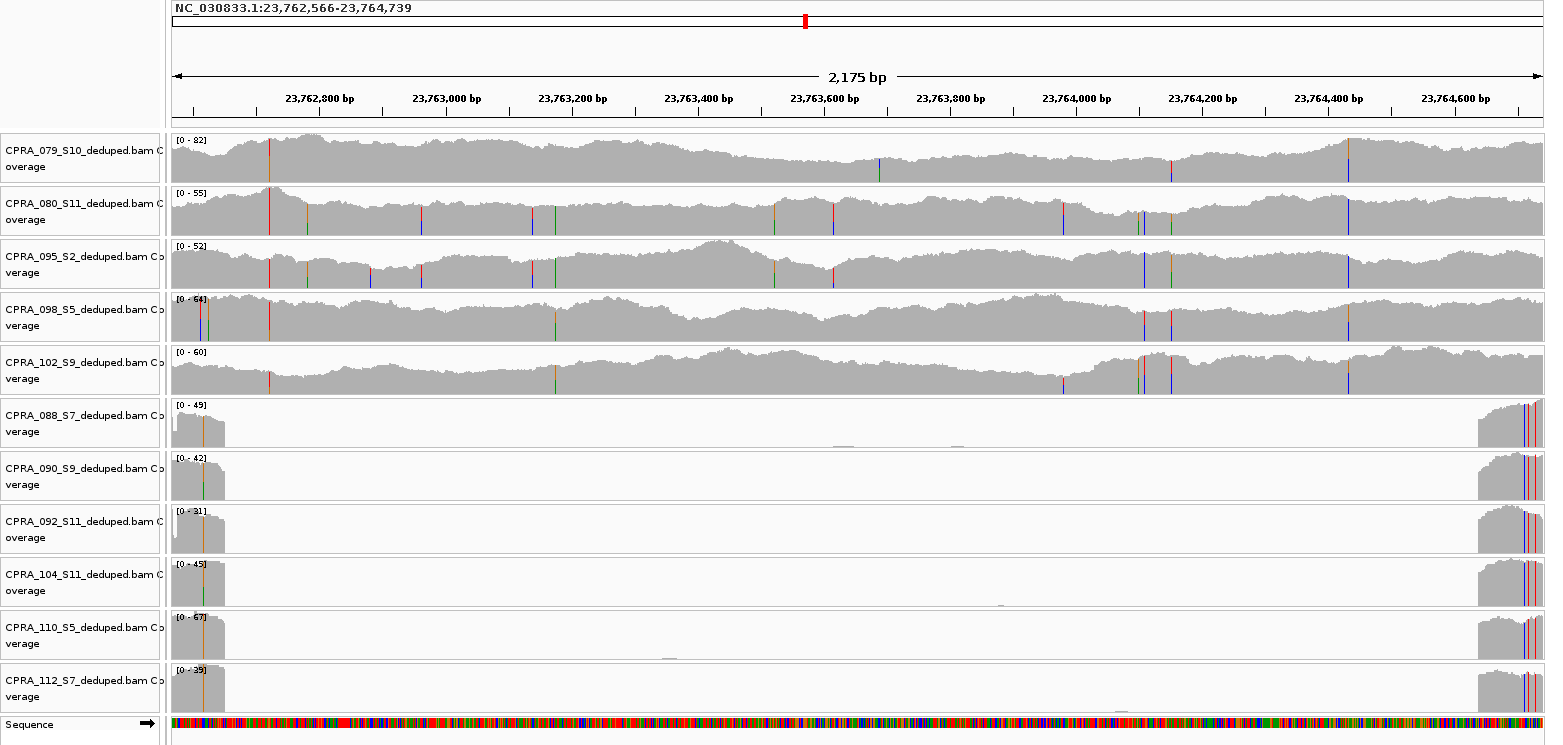 NC_030833.1:23,762,566-23,764,739
2,175 bp
23,762,800 bp 23,763,000 bp 23,763,200 bp 23,763,400 bp 23,763,600 bp 23,763,800 bp 23,764,000 bp 23,764,200 bp 23,764,400 bp 23,764,600 bp
[0 - 82]
CPRA_079_S10_deduped.bam C
overage
[0 - 55]
CPRA_080_S11_deduped.bam C
overage
[0 - 52]
CPRA_095_S2_deduped.bam Co
verage
[0 - 64]
CPRA_098_S5_deduped.bam Co
verage
[0 - 60]
CPRA_102_S9_deduped.bam Co
verage
[0 - 49]
CPRA_088_S7_deduped.bam Co
verage
[0 - 42]
CPRA_090_S9_deduped.bam Co
verage
[0 - 31]
CPRA_092_S11_deduped.bam C
overage
[0 - 45]
CPRA_104_S11_deduped.bam C
overage
[0 - 67]
CPRA_110_S5_deduped.bam Co
verage
[0 - 39]
CPRA_112_S7_deduped.bam Co
verage
Sequence